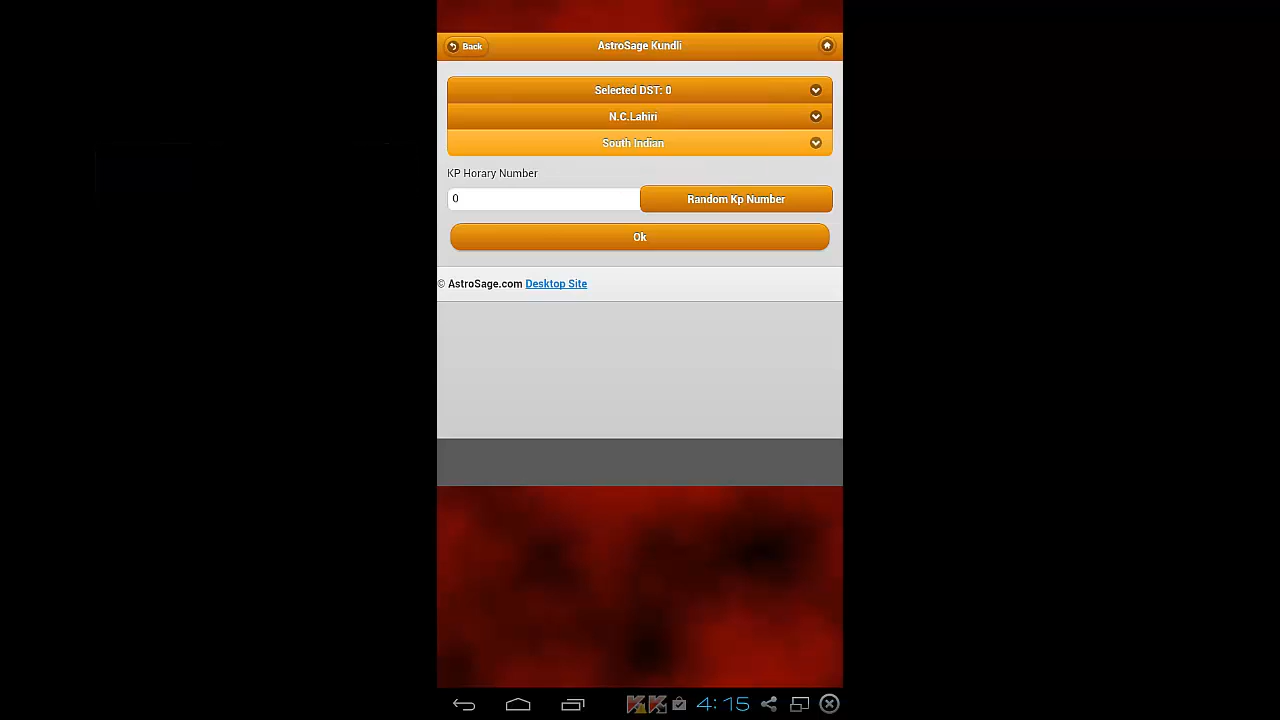 Back
AstroSage Kundli
Selected DST: 0
N.C.Lahiri
South Indian
KP Horary Number
0
Random Kp Number
Ok
© AstroSage.com Desktop Site
4:15